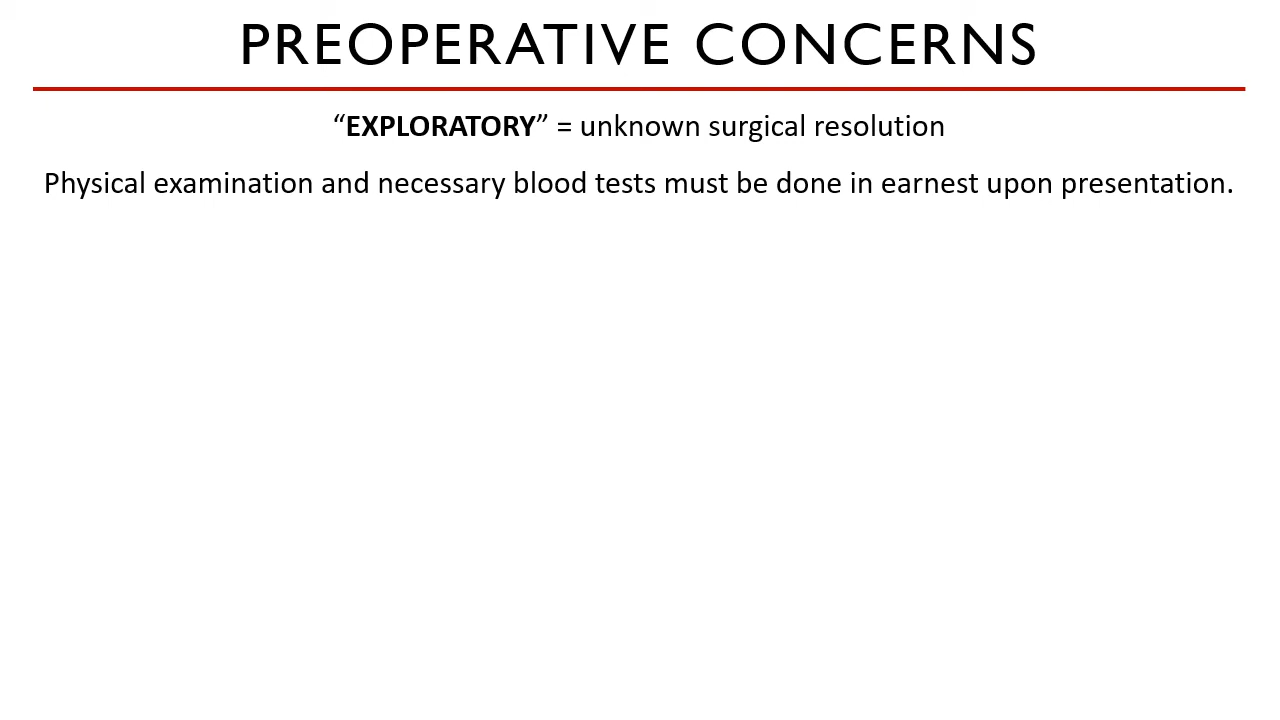 PREOPERATIVE CONCERNS
“EXPLORATORY” = unknown surgical resolution
Physical examination and necessary blood tests must be done in earnest upon presentation.